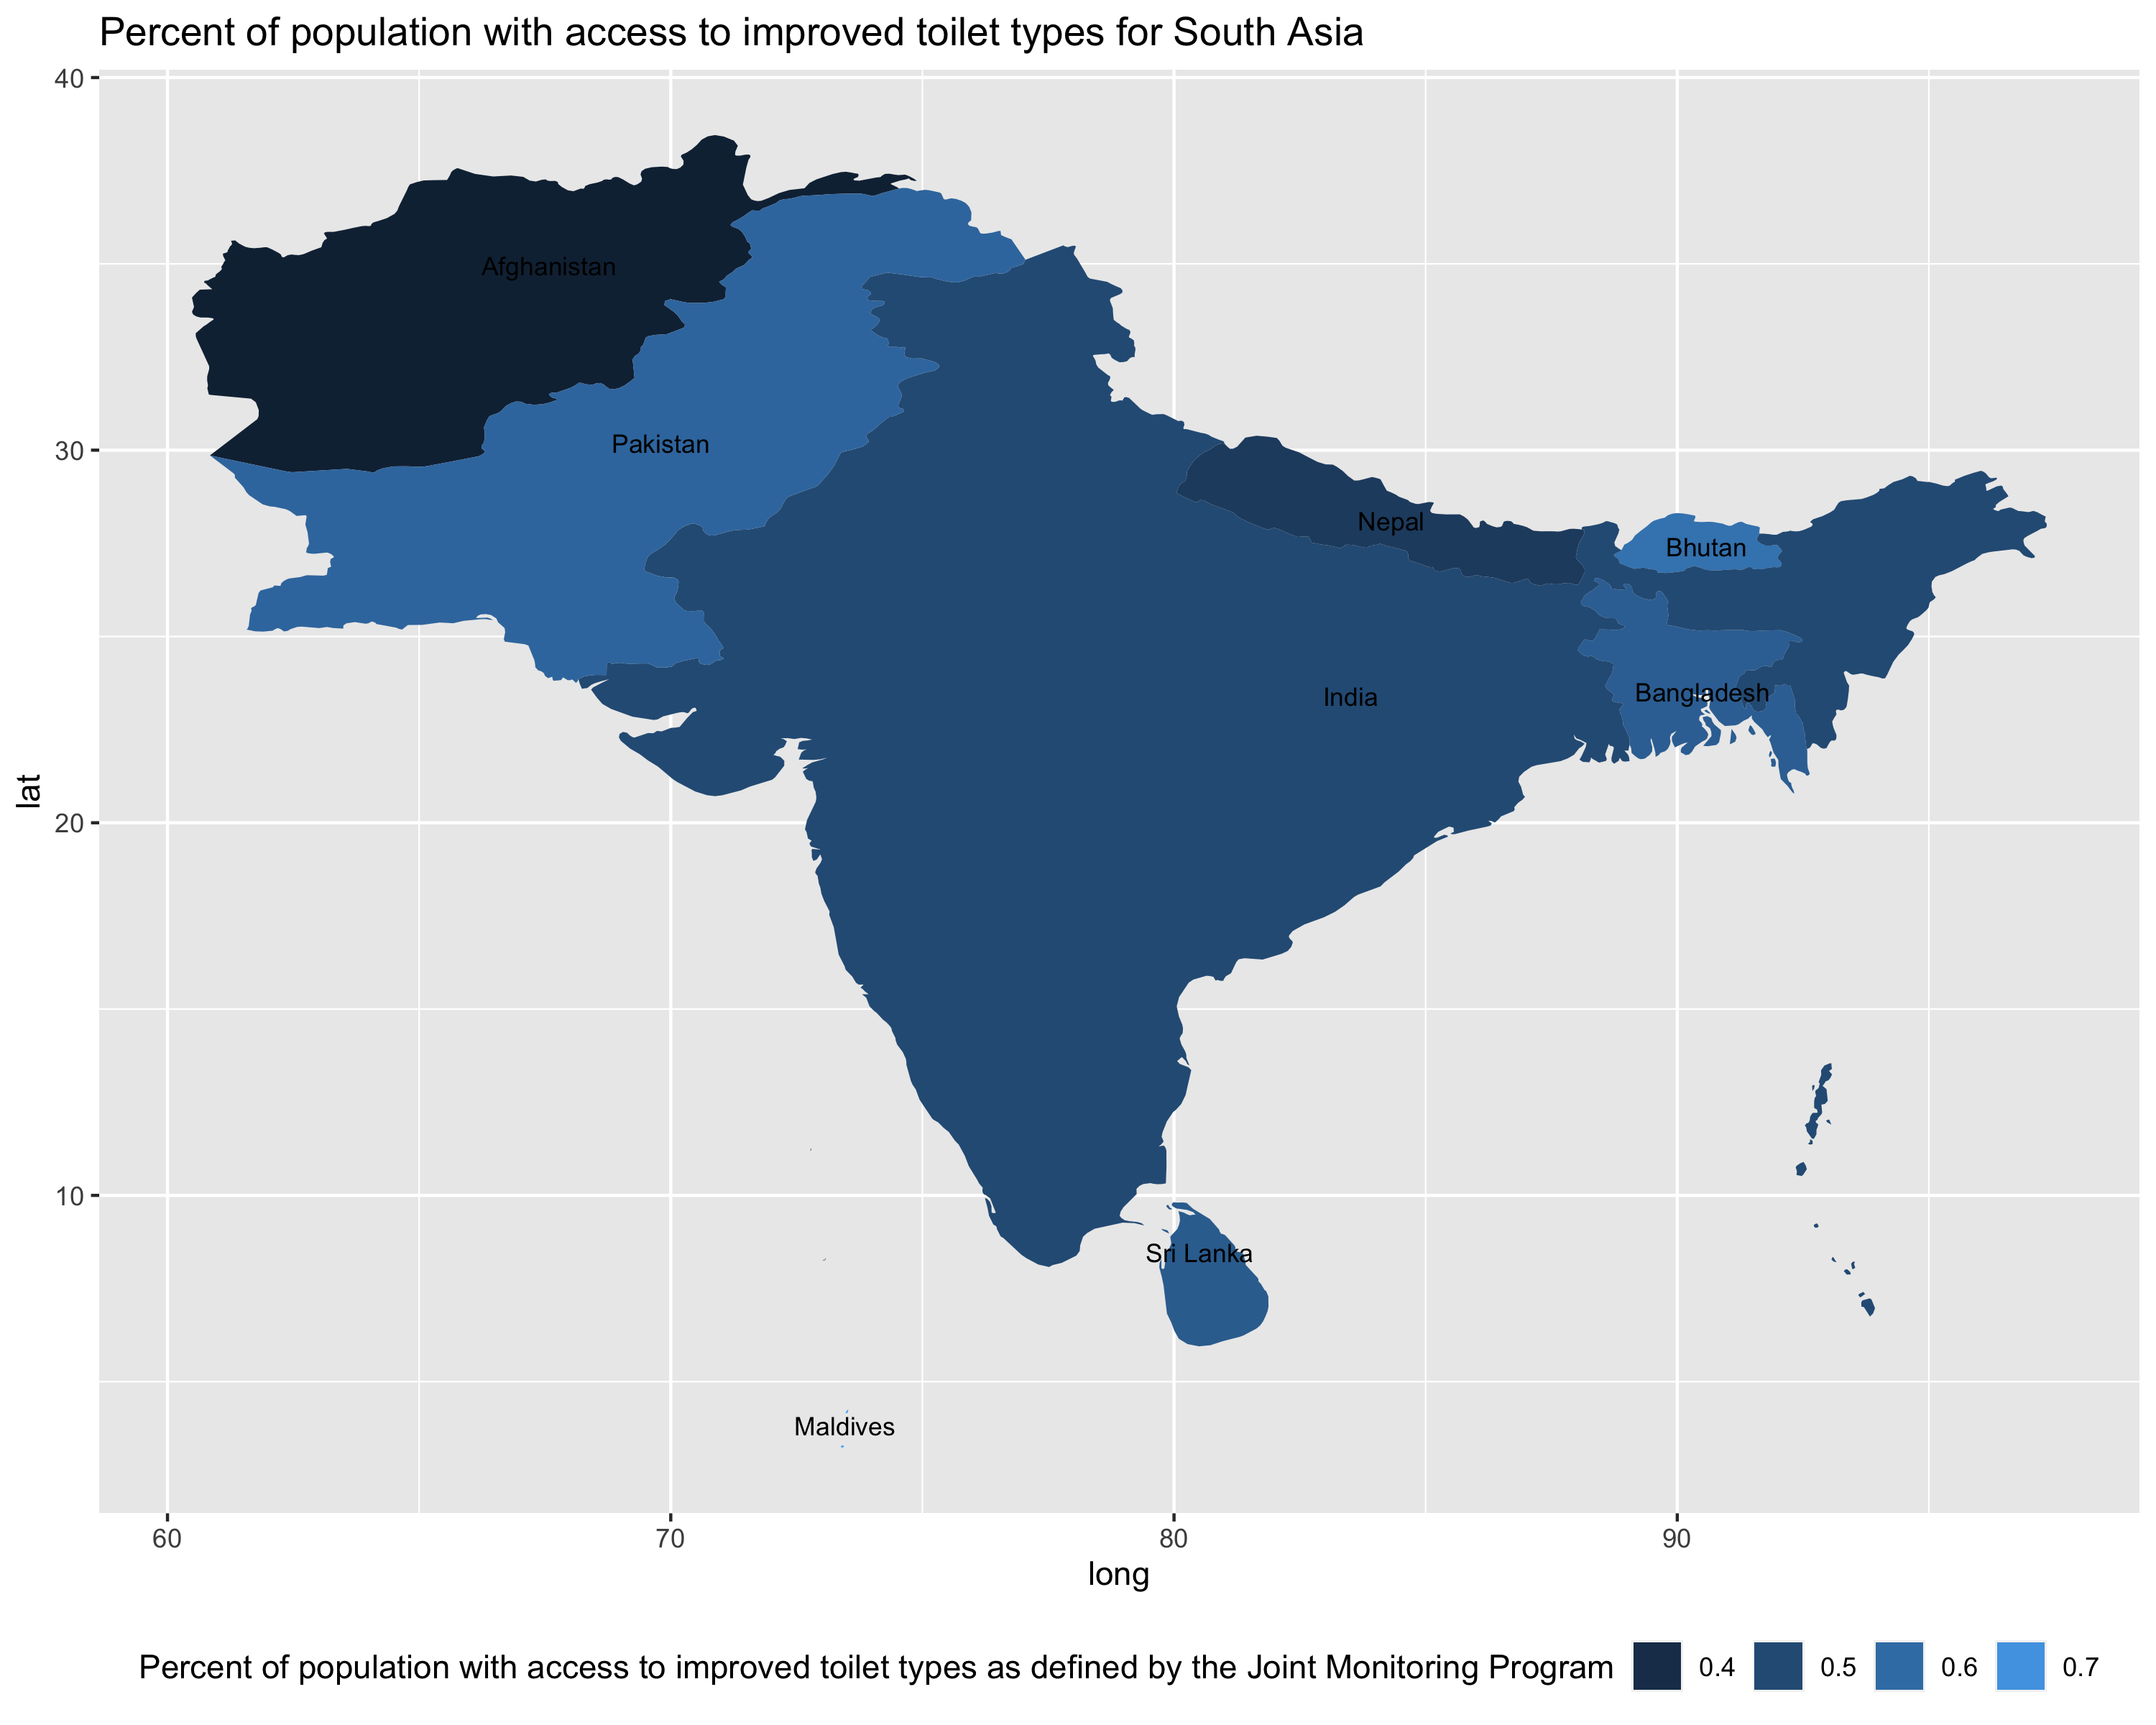 Percent of population with access to improved toilet types for South Asia
40
Afghanistan
Pakistan
30
Nepal
Bhutan
India
Bangladesh
lat
20
10
Sri Lanka
Maldives
60 70 80 90
long
Percent of population with access to improved toilet types as defined by the Joint Monitoring Program 0.4 0.5 0.6 0.7